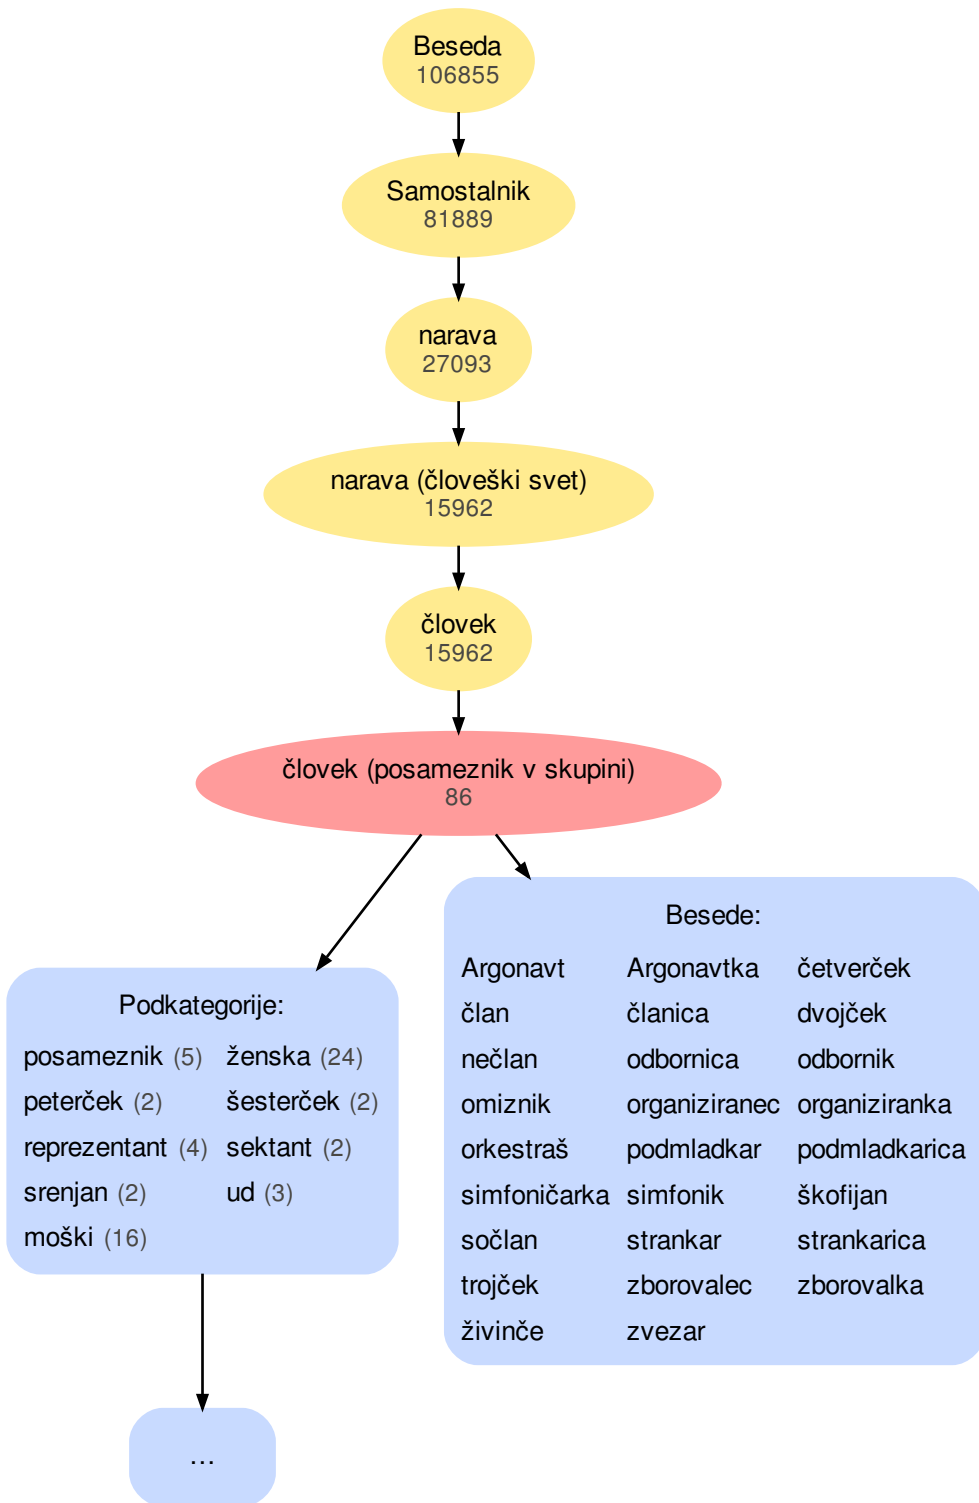 Beseda
106855
Samostalnik
81889
narava
27093
narava (človeški svet)
15962
človek
15962
človek (posameznik v skupini)
86
Podkategorije:
posameznik (5) ženska (24)
peterček (2) šesterček (2)
reprezentant (4) sektant (2)
srenjan (2) ud (3)
moški (16)
...
Besede:
Argonavt Argonavtka četverček
član članica dvojček
nečlan odbornica odbornik
omiznik organiziranec organiziranka
orkestraš podmladkar podmladkarica
simfoničarka simfonik škofijan
sočlan strankar strankarica
trojček zborovalec zborovalka
živinče zvezar